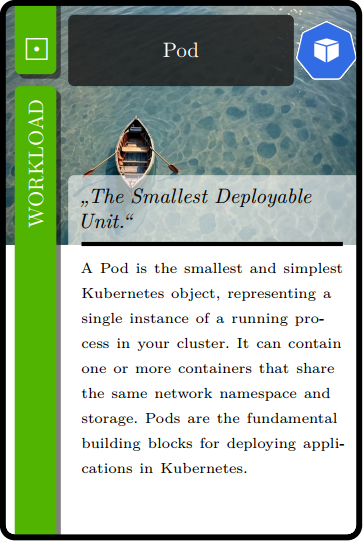 Pod
WORKLOAD
„The Smallest Deployable
Unit.“
A Pod is the smallest and simplest
Kubernetes object, representing a
single instance of a running pro-
cess in your cluster. It can contain
one or more containers that share
the same network namespace and
storage. Pods are the fundamental
building blocks for deploying appli-
cations in Kubernetes.